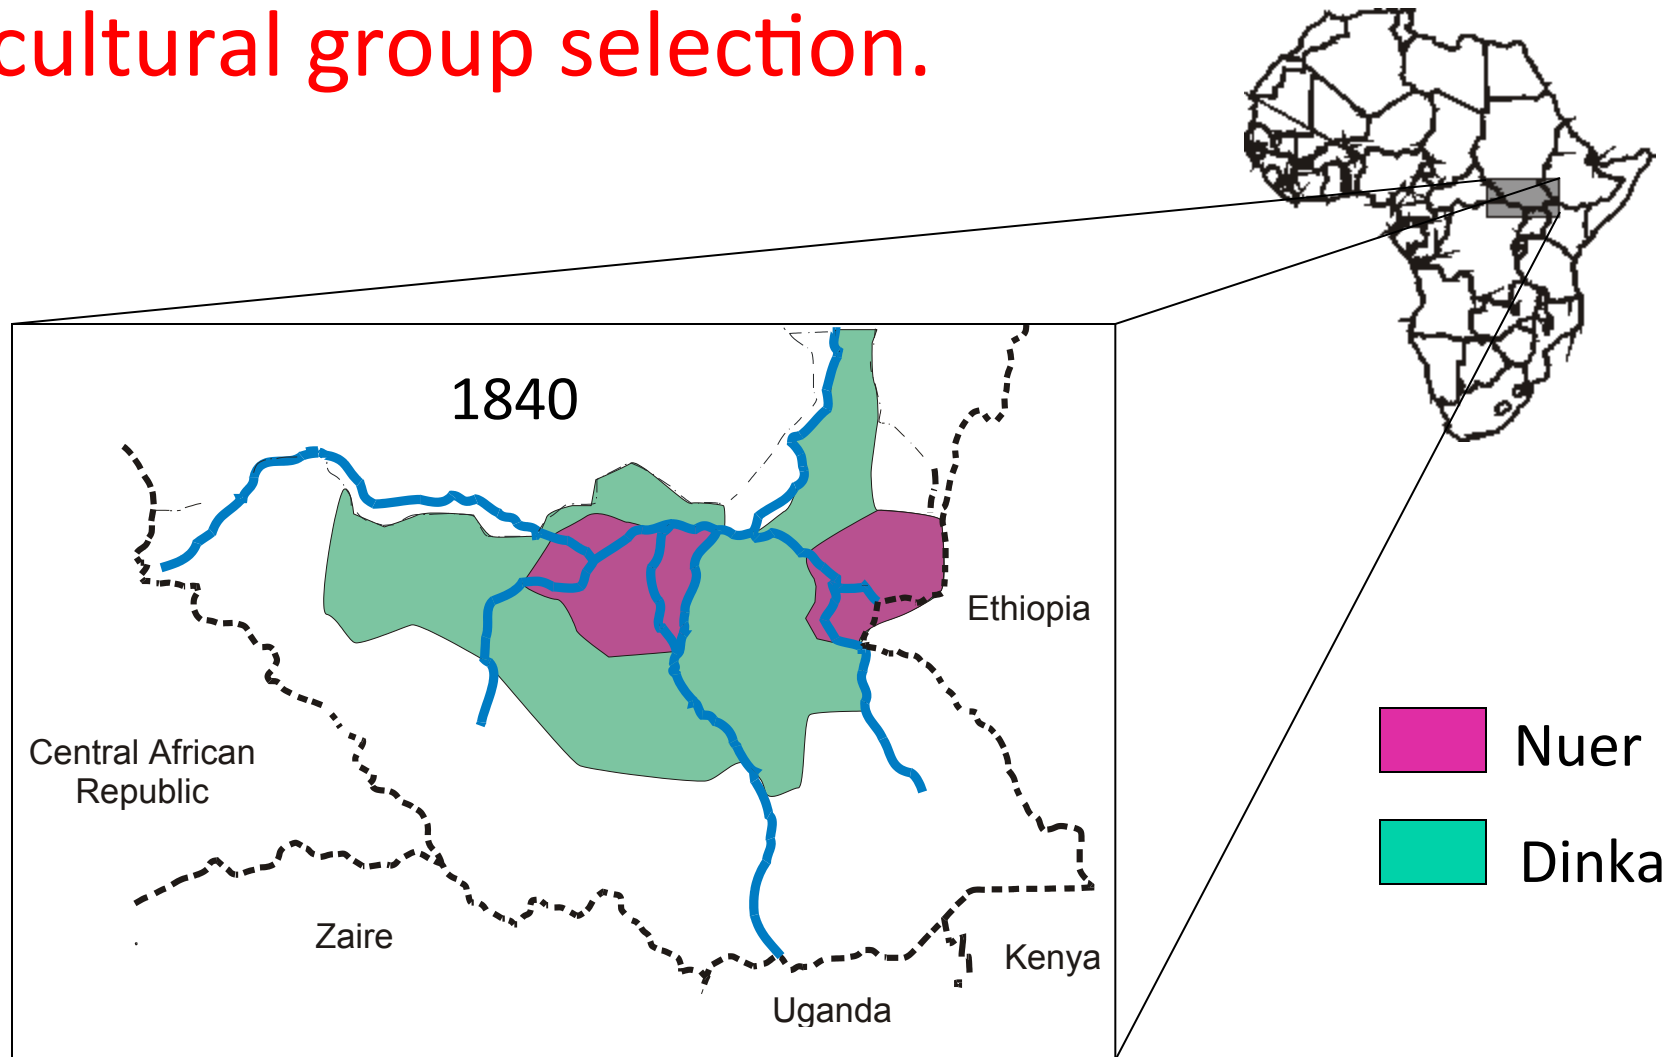 cultural group selection.
1840
Ethiopia
Nuer
Central African
Republic
Dinka
Zaire
Kenya
Uganda